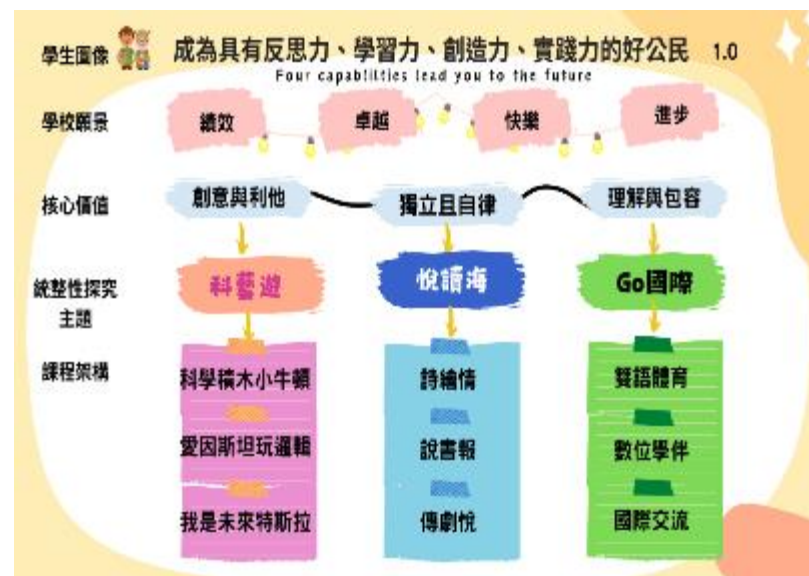 學生圖像 成為具有反思力、學習力、創造力、實踐力的好公民 1.0
Four capabilities lead you to the future
學校願景 績效 卓越 快樂 進步
核心價值 創意與利他 獨立且自律 理解與包容
統整性探究 科藝遊 悅讀海 Go國際
主題
課程架構 科學積木小牛頓 詩繪情 雙語體育
愛因斯坦玩邏輯 說書報 數位學伴
我是未來特斯拉 傳劇悅 國際交流